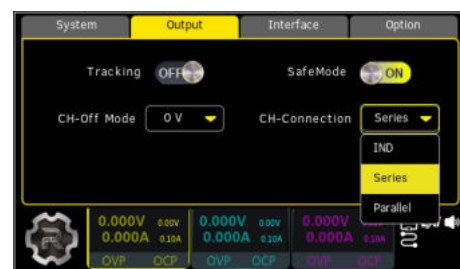 System Output Interface Option
Tracking OFF SafeMode ON
CH-Off Mode 0 V CH-Connection Series
IND
Series
Parallel
0.000V 0.00V 0.000V 0.00V 0.000V
0.000A 0.10A 0.000A 0.10A 0.000A 0.10A
OVP OCP OVP OCP OVP OCP